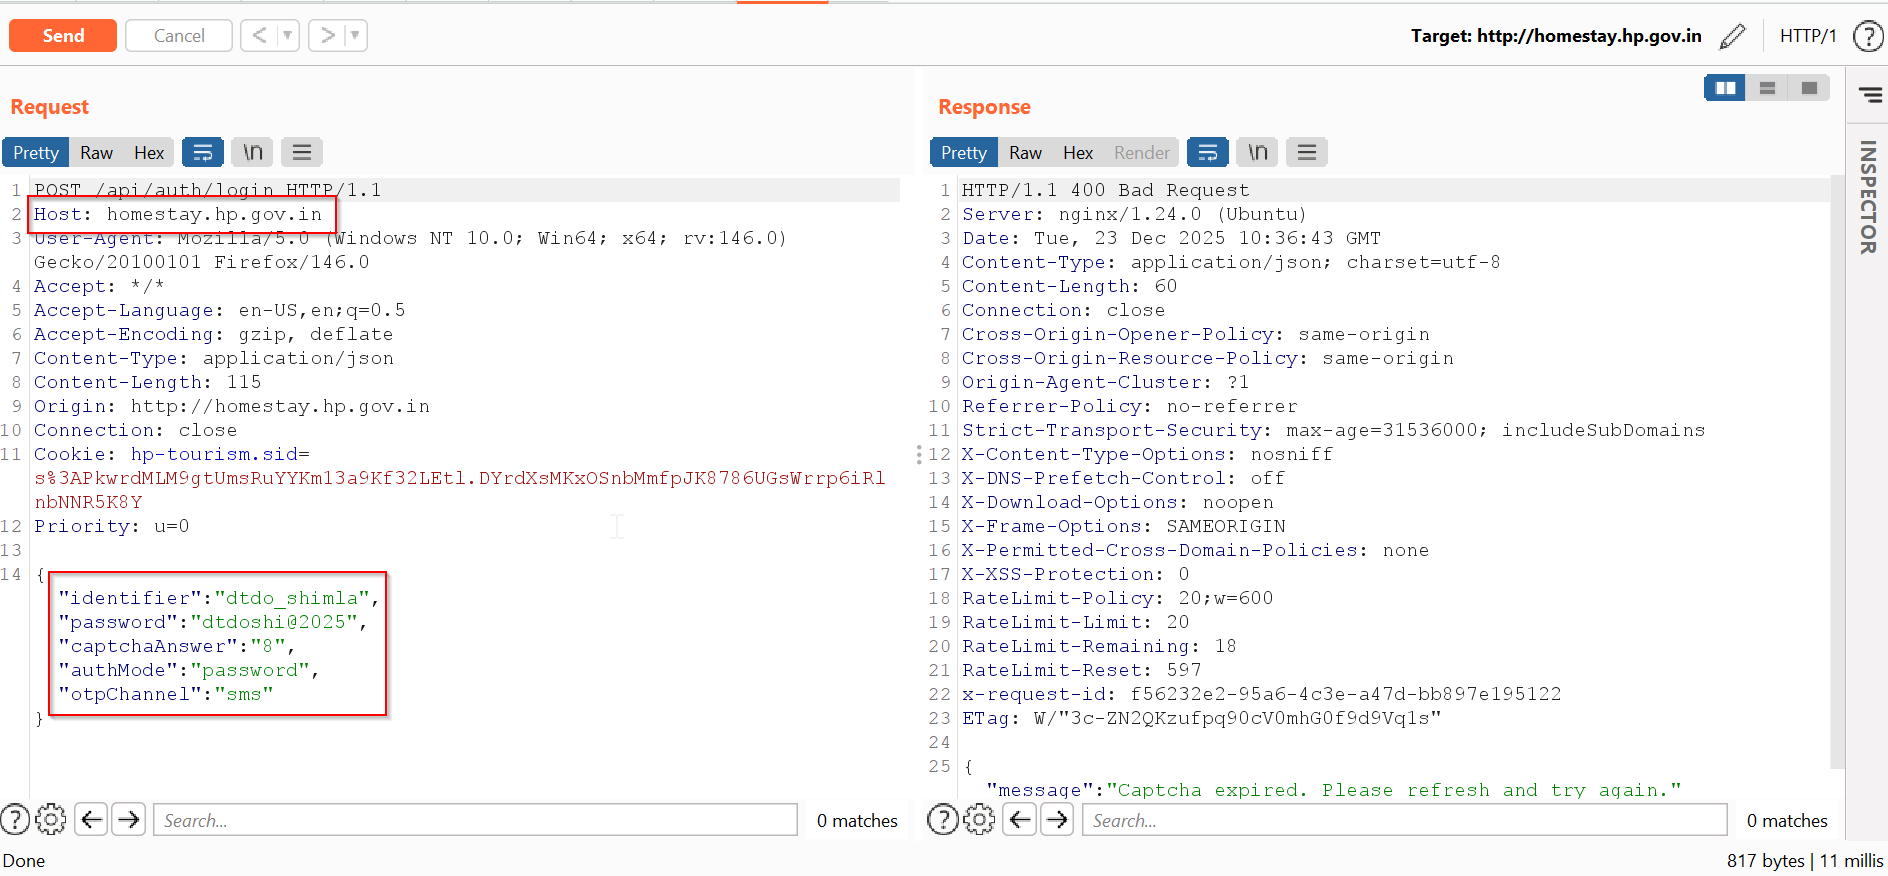 Send
Cancel
<
>
Target: http://homestay.hp.gov.in
HTTP/1
?
Request
Pretty
Raw
Hex
\n
1 POST /api/auth/login HTTP/1.1
2 Host: homestay.hp.gov.in
3 User-Agent: Mozilla/5.0 (Windows NT 10.0; Win64; x64; rv:146.0)
Gecko/20100101 Firefox/146.0
4 Accept: */*
5 Accept-Language: en-US,en;q=0.5
6 Accept-Encoding: gzip, deflate
7 Content-Type: application/json
8 Content-Length: 115
9 Origin: http://homestay.hp.gov.in
10 Connection: close
11 Cookie: hp-tourism.sid=
s%3APkwrdMLM9gtUmsRuYYKm13a9Kf32LEtl.DYrdXsMKxOSnbMmfpJK8786UGsWrrp6iRl
nbNNR5K8Y
12 Priority: u=0
13
14 {
"identifier":"dtdo_shimla",
"password":"dtdoshi@2025",
"captchaAnswer":"8",
"authMode":"password",
"otpChannel":"sms"
}
?
Search...
0 matches
Response
Pretty
Raw
Hex
Render
\n
1 HTTP/1.1 400 Bad Request
2 Server: nginx/1.24.0 (Ubuntu)
3 Date: Tue, 23 Dec 2025 10:36:43 GMT
4 Content-Type: application/json; charset=utf-8
5 Content-Length: 60
6 Connection: close
7 Cross-Origin-Opener-Policy: same-origin
8 Cross-Origin-Resource-Policy: same-origin
9 Origin-Agent-Cluster: ?1
10 Referrer-Policy: no-referrer
11 Strict-Transport-Security: max-age=31536000; includeSubDomains
12 X-Content-Type-Options: nosniff
13 X-DNS-Prefetch-Control: off
14 X-Download-Options: noopen
15 X-Frame-Options: SAMEORIGIN
16 X-Permitted-Cross-Domain-Policies: none
17 X-XSS-Protection: 0
18 RateLimit-Policy: 20;w=600
19 RateLimit-Limit: 20
20 RateLimit-Remaining: 18
21 RateLimit-Reset: 597
22 x-request-id: f56232e2-95a6-4c3e-a47d-bb897e195122
23 ETag: W/"3c-ZN2QKzufpq90cV0mhG0f9d9Vq1s"
24
25 {
"message":"Captcha expired. Please refresh and try again."
?
Search...
0 matches
INSPECTOR
Done
817 bytes | 11 millis